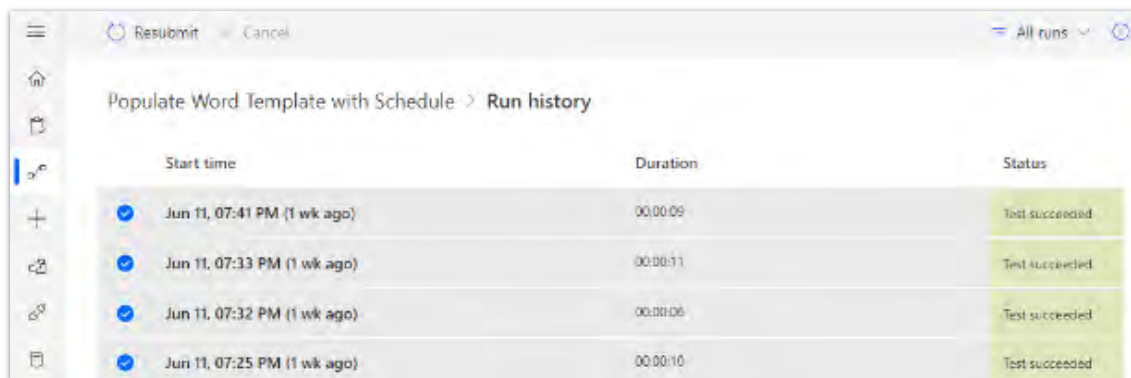 Resubmit Cancel All runs
Populate Word Template with Schedule > Run history
Start time Duration Status
Jun 11, 07:41 PM (1 wk ago) 00:00:09 Test succeeded
Jun 11, 07:33 PM (1 wk ago) 00:00:11 Test succeeded
Jun 11, 07:32 PM (1 wk ago) 00:00:06 Test succeeded
Jun 11, 07:25 PM (1 wk ago) 00:00:10 Test succeeded